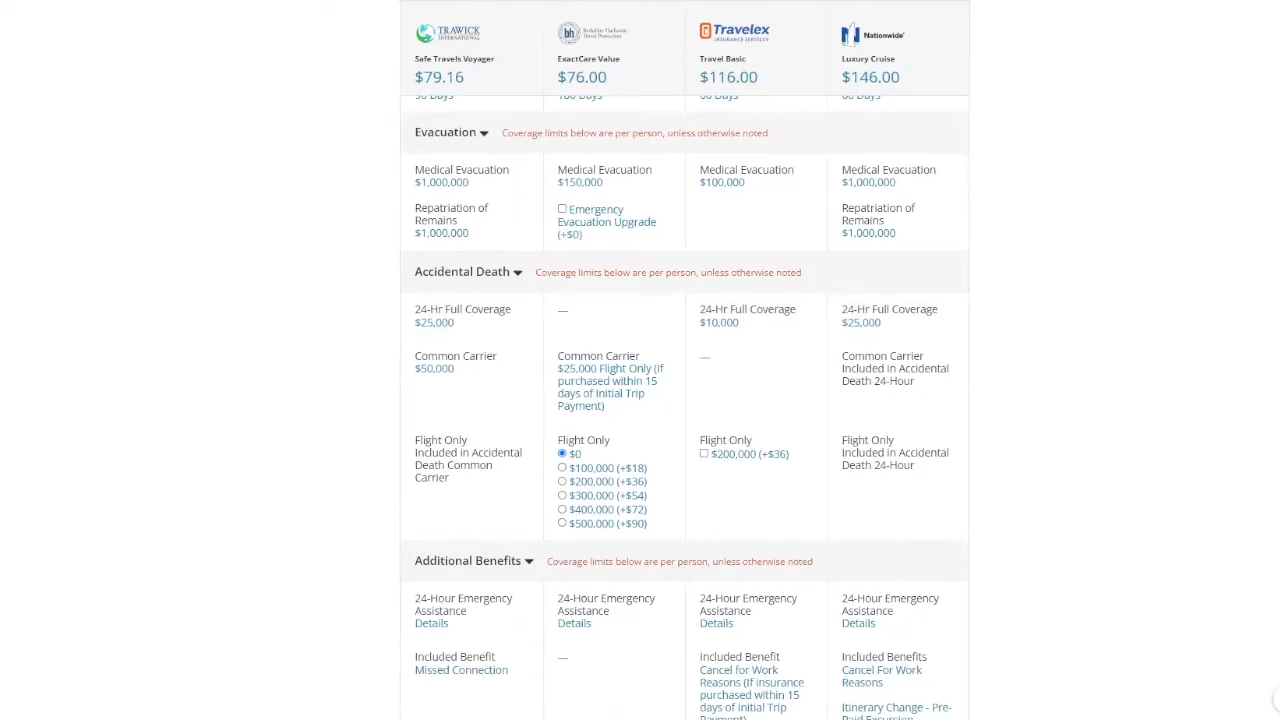 TRAWICK
INTERNATIONAL
bh Berkshire Hathaway
Travel Protection
Travelex
INSURANCE SERVICES
Nationwide
Safe Travels Voyager
ExactCare Value
Travel Basic
Luxury Cruise
$79.16
$76.00
$116.00
$146.00
Evacuation
Coverage limits below are per person, unless otherwise noted
Medical Evacuation
$1,000,000
Repatriation of
Remains
$1,000,000
Medical Evacuation
$150,000
Emergency
Evacuation Upgrade
(+$0)
Medical Evacuation
$100,000
Medical Evacuation
$1,000,000
Repatriation of
Remains
$1,000,000
Accidental Death
Coverage limits below are per person, unless otherwise noted
24-Hr Full Coverage
$25,000
—
24-Hr Full Coverage
$10,000
24-Hr Full Coverage
$25,000
Common Carrier
$50,000
Common Carrier
$25,000 Flight Only (If
purchased within 15
days of Initial Trip
Payment)
—
Common Carrier
Included in Accidental
Death 24-Hour
Flight Only
Included in Accidental
Death Common
Carrier
Flight Only
$0
$100,000 (+$18)
$200,000 (+$36)
$300,000 (+$54)
$400,000 (+$72)
$500,000 (+$90)
Flight Only
$200,000 (+$36)
Flight Only
Included in Accidental
Death 24-Hour
Additional Benefits
Coverage limits below are per person, unless otherwise noted
24-Hour Emergency
Assistance
Details
24-Hour Emergency
Assistance
Details
24-Hour Emergency
Assistance
Details
24-Hour Emergency
Assistance
Details
Included Benefit
Missed Connection
—
Included Benefit
Cancel for Work
Reasons (If insurance
purchased within 15
days of Initial Trip
Payment)
Included Benefits
Cancel For Work
Reasons
Itinerary Change - Pre-
Paid Excursion